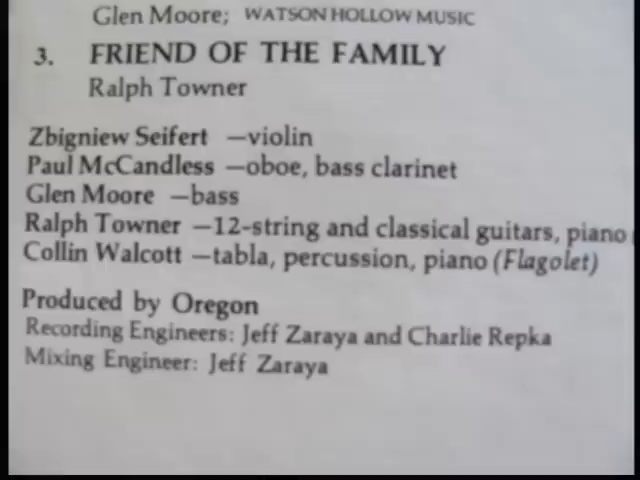 Glen Moore; WATSON HOLLOW MUSIC
3. FRIEND OF THE FAMILY
Ralph Towner
Zbigniew Seifert —violin
Paul McCandless —oboe, bass clarinet
Glen Moore —bass
Ralph Towner —12-string and classical guitars, piano
Collin Walcott —tabla, percussion, piano (Flagolet)
Produced by Oregon
Recording Engineers: Jeff Zaraya and Charlie Repka
Mixing Engineer: Jeff Zaraya